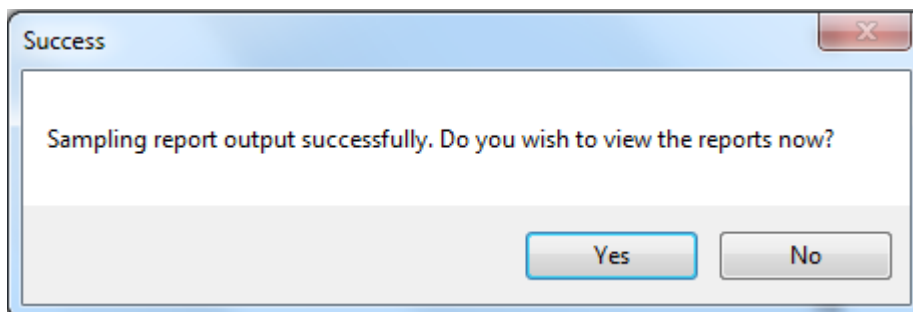 Success
Sampling report output successfully. Do you wish to view the reports now?
Yes
No